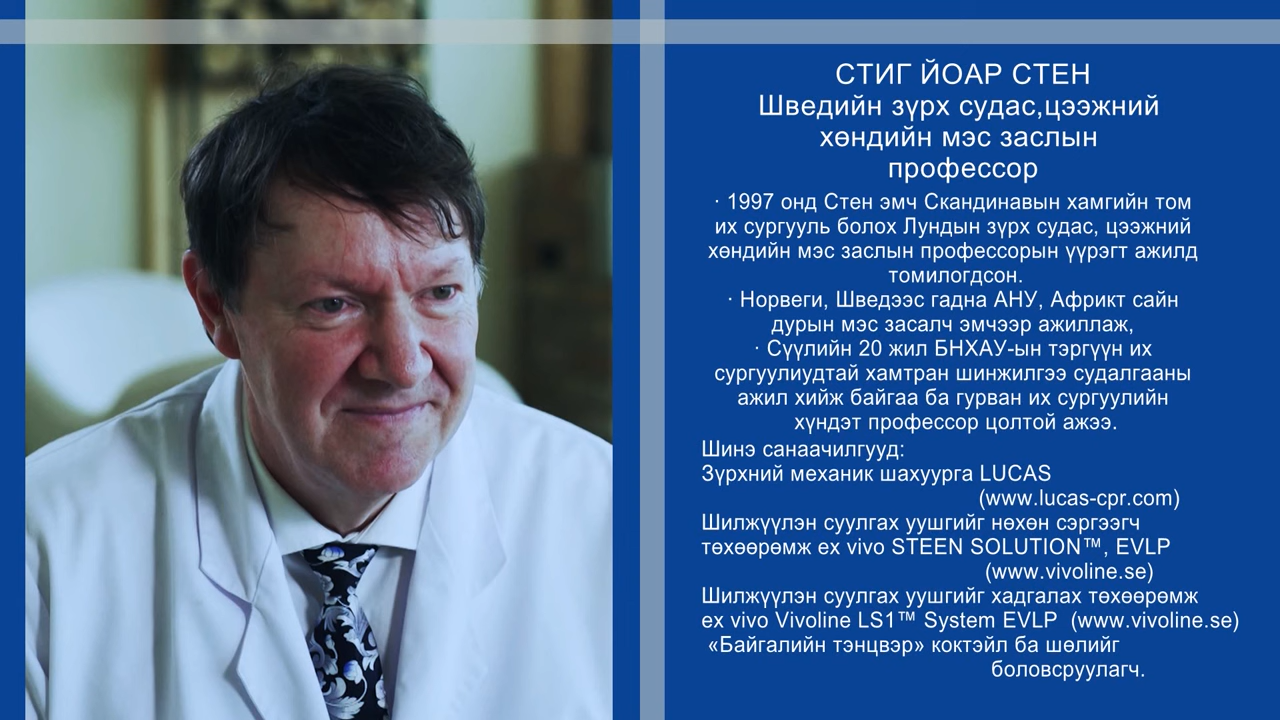 СТИГ ЙОАР СТЕН
Шведийн зүрх судас,цээжний
хөндийн мэс заслын
профессор
· 1997 онд Стен эмч Скандинавын хамгийн том
их сургууль болох Лундын зүрх судас, цээжний
хөндийн мэс заслын профессорын үүрэгт ажилд
томилогдсон.
· Норвеги, Шведээс гадна АНУ, Африкт сайн
дурын мэс засалч эмчээр ажиллаж,
· Сүүлийн 20 жил БНХАУ-ын тэргүүн их
сургуулиудтай хамтран шинжилгээ судалгааны
ажил хийж байгаа ба гурван их сургуулийн
хүндэт профессор цолтой ажээ.
Шинэ санаачилгууд:
Зүрхний механик шахуурга LUCAS
(www.lucas-cpr.com)
Шилжүүлэн суулгах уушгийг нөхөн сэргээгч
төхөөрөмж ex vivo STEEN SOLUTION™, EVLP
(www.vivoline.se)
Шилжүүлэн суулгах уушгийг хадгалах төхөөрөмж
ex vivo Vivoline LS1™ System EVLP (www.vivoline.se)
«Байгалийн тэнцвэр» коктэйл ба шөлийг
боловсруулагч.